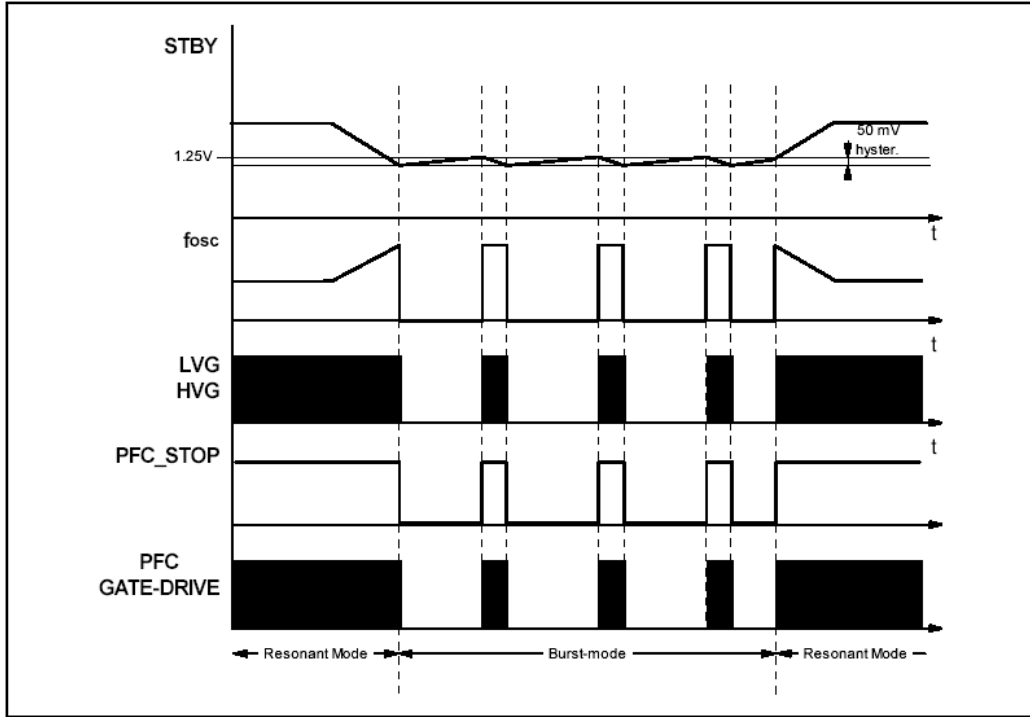 STBY
50 mV
1.25V
hyster.
t
fosc
t
LVG
HVG
t
PFC_STOP
PFC
GATE-DRIVE
Resonant Mode
Burst-mode
Resonant Mode